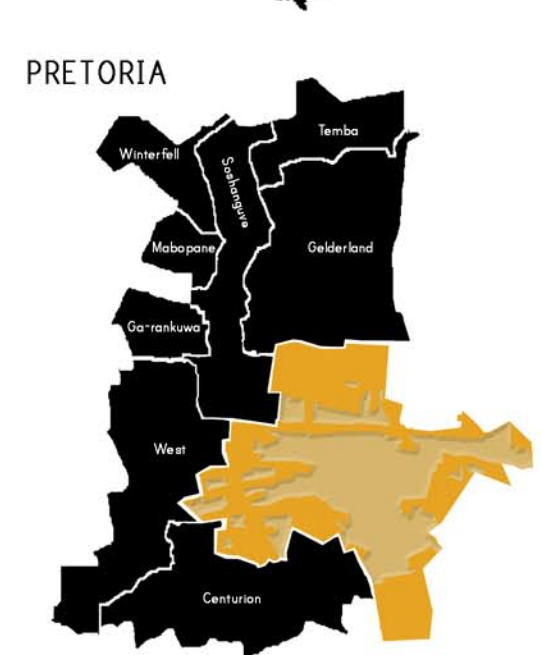 PRETORIA
Temba
Winterfell
Soshanguve
Mabopane
Gelderland
Ga-rankuwa
West
Centurion